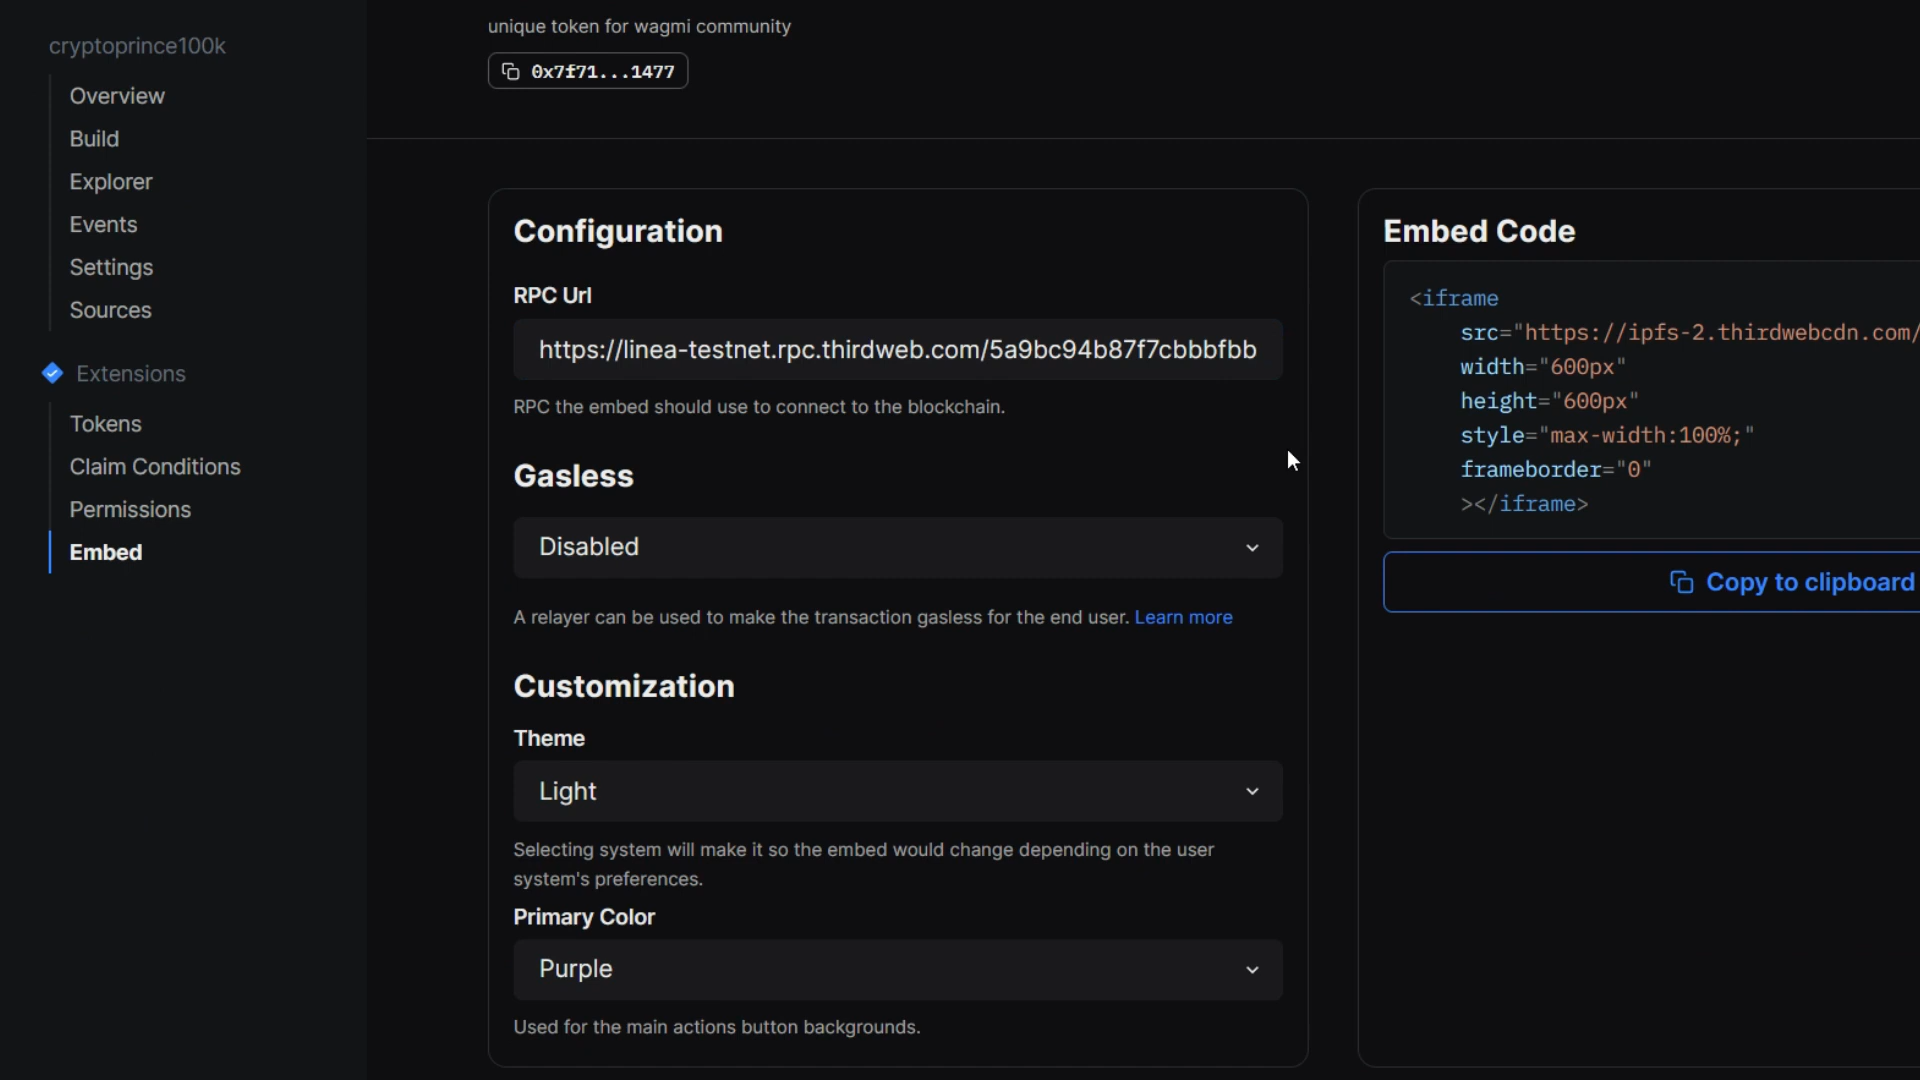 cryptoprince100k
Overview
Build
Explorer
Events
Settings
Sources
Extensions
Tokens
Claim Conditions
Permissions
Embed
unique token for wagmi community
0x7f71...1477
Configuration
RPC Url
https://linea-testnet.rpc.thirdweb.com/5a9bc94b87f7cbbbfbb
RPC the embed should use to connect to the blockchain.
Gasless
Disabled
A relayer can be used to make the transaction gasless for the end user. Learn more
Customization
Theme
Light
Selecting system will make it so the embed would change depending on the user
system's preferences.
Primary Color
Purple
Used for the main actions button backgrounds.
Embed Code
<iframe
src="https://ipfs-2.thirdwebcdn.com/
width="600px"
height="600px"
style="max-width:100%;"
frameborder="0"
></iframe>
Copy to clipboard